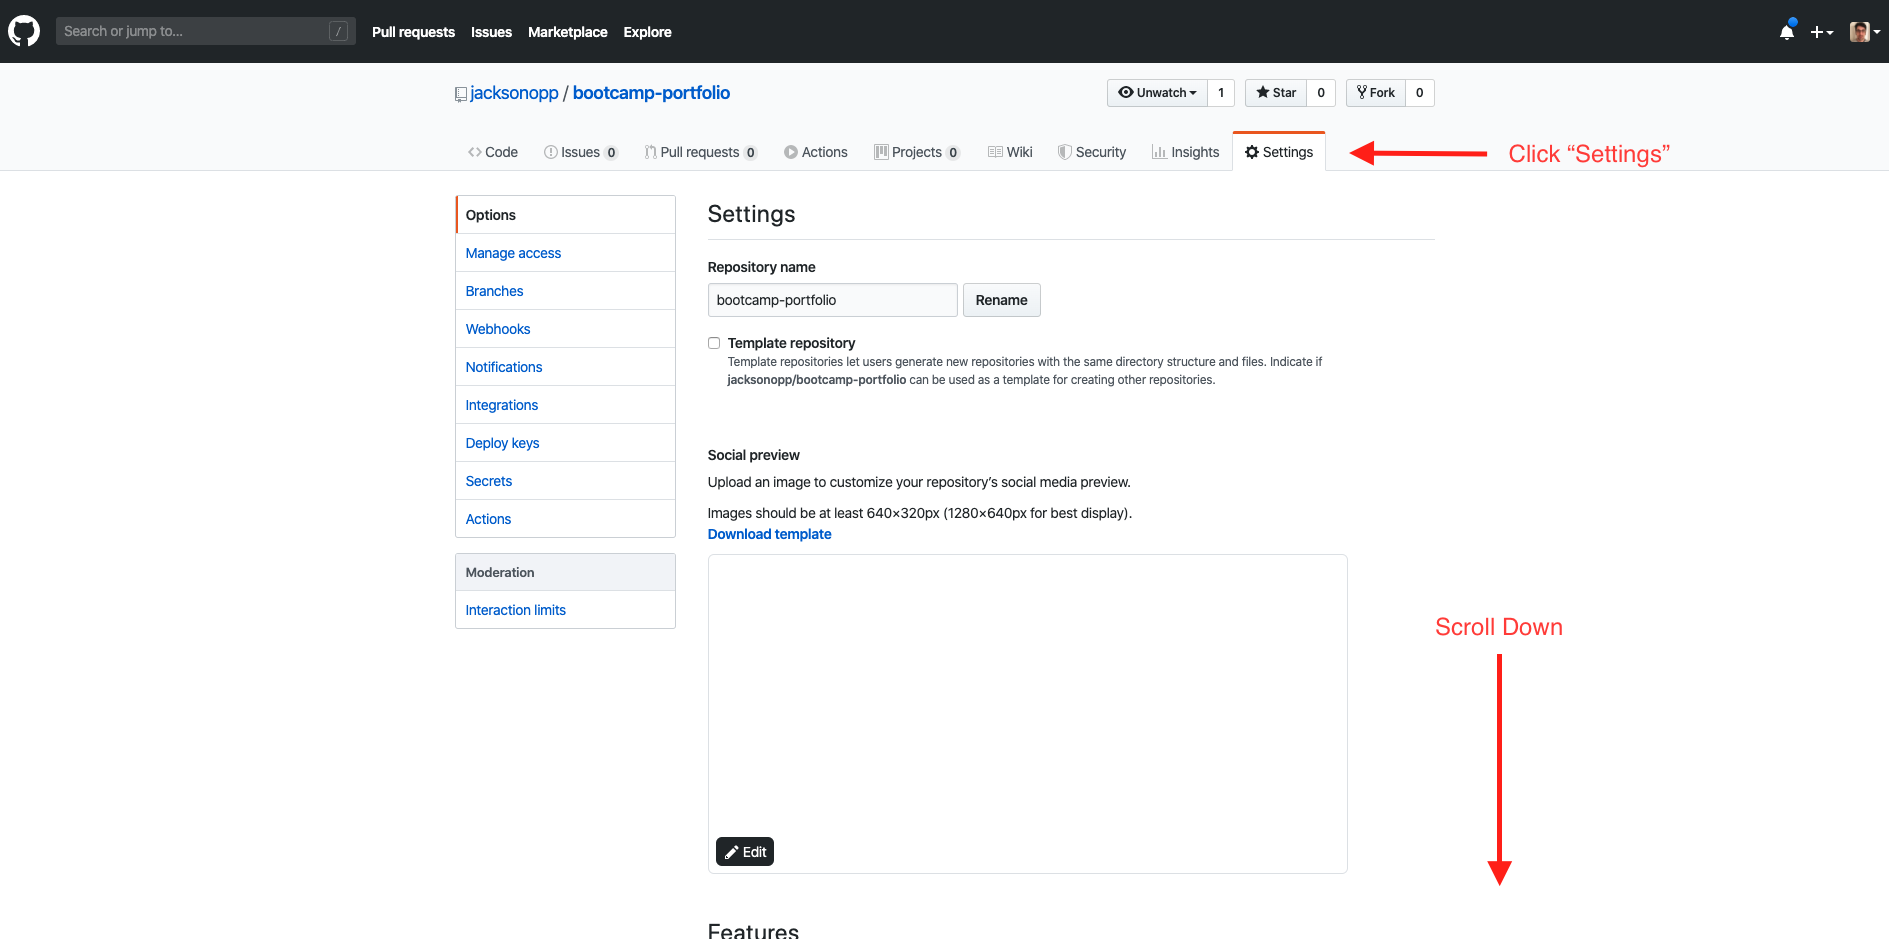 Search or jump to... /
Pull requests Issues Marketplace Explore
jacksonopp / bootcamp-portfolio
Unwatch 1 Star 0 Fork 0
Code Issues 0 Pull requests 0 Actions Projects 0 Wiki Security Insights Settings
Click “Settings”
Options
Manage access
Branches
Webhooks
Notifications
Integrations
Deploy keys
Secrets
Actions
Moderation
Interaction limits
Settings
Repository name
bootcamp-portfolio Rename
Template repository
Template repositories let users generate new repositories with the same directory structure and files. Indicate if
jacksonopp/bootcamp-portfolio can be used as a template for creating other repositories.
Social preview
Upload an image to customize your repository’s social media preview.
Images should be at least 640×320px (1280×640px for best display).
Download template
Edit
Scroll Down
Features